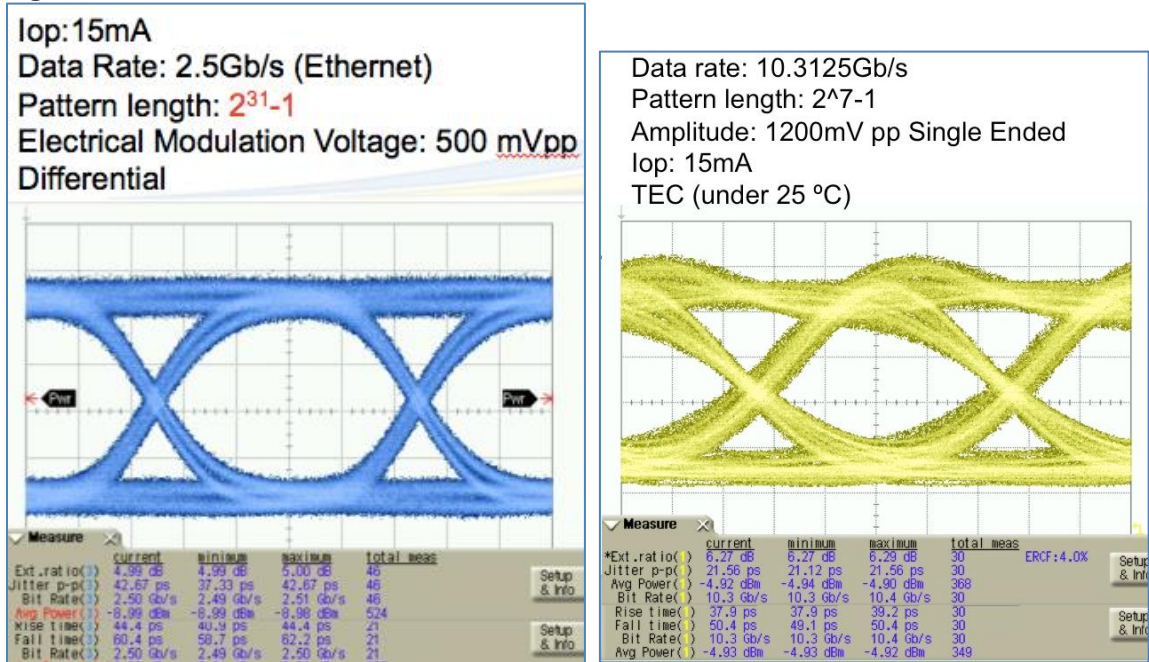 Iop:15mA
Data Rate: 2.5Gb/s (Ethernet)
Pattern length: 2³¹-1
Electrical Modulation Voltage: 500 mVpp
Differential
Pwr Pwr
Measure
current minimum maximum total meas
Ext.ratio(3) 4.99 dB 4.99 dB 5.00 dB 46
Jitter p-p(3) 42.67 ps 37.33 ps 42.67 ps 46
Bit Rate(3) 2.50 Gb/s 2.49 Gb/s 2.51 Gb/s 46
Avg Power(3) -8.99 dBm -8.99 dBm -8.98 dBm 524
Rise time(3) 44.4 ps 40.9 ps 44.4 ps 21
Fall time(3) 60.4 ps 58.7 ps 62.2 ps 21
Bit Rate(3) 2.50 Gb/s 2.49 Gb/s 2.50 Gb/s 21
Setup
& Info
Setup
& Info
Data rate: 10.3125Gb/s
Pattern length: 2^7-1
Amplitude: 1200mV pp Single Ended
Iop: 15mA
TEC (under 25 ºC)
Measure
current minimum maximum total meas
*Ext.ratio(1) 6.27 dB 6.27 dB 6.29 dB 30 ERCF:4.0%
Jitter p-p(1) 21.56 ps 21.12 ps 21.56 ps 30
Avg Power(1) -4.92 dBm -4.94 dBm -4.90 dBm 368
Bit Rate(1) 10.3 Gb/s 10.3 Gb/s 10.4 Gb/s 30
Rise time(1) 37.9 ps 37.9 ps 39.2 ps 30
Fall time(1) 50.4 ps 49.1 ps 50.4 ps 30
Bit Rate(1) 10.3 Gb/s 10.3 Gb/s 10.4 Gb/s 30
Avg Power(1) -4.93 dBm -4.93 dBm -4.92 dBm 349
Setup
& Info
Setup
& Info